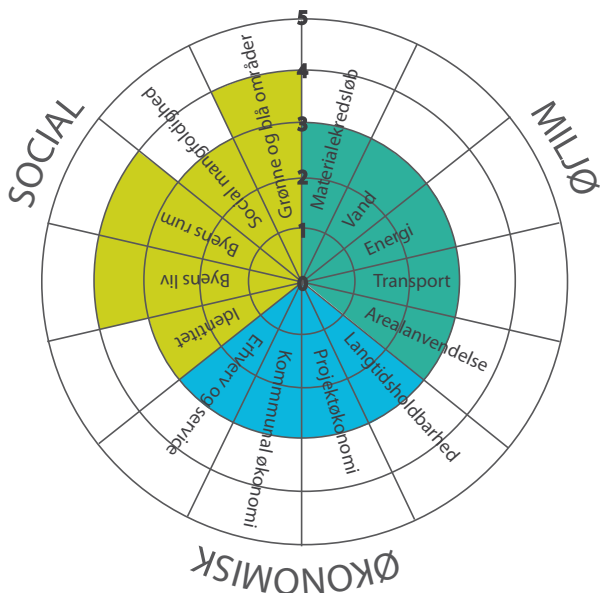 5
4
3
2
1
0
SOCIAL
MILJØ
ØKONOMISK
Materialekredsløb
Vand
Energi
Transport
Arealanvendelse
Langtidsholdbarhed
Projektøkonomi
Kommmunal økonomi
Erhverv og service
Identitet
Byens liv
Byens rum
Social mangfoldighed
Grønne og blå områder